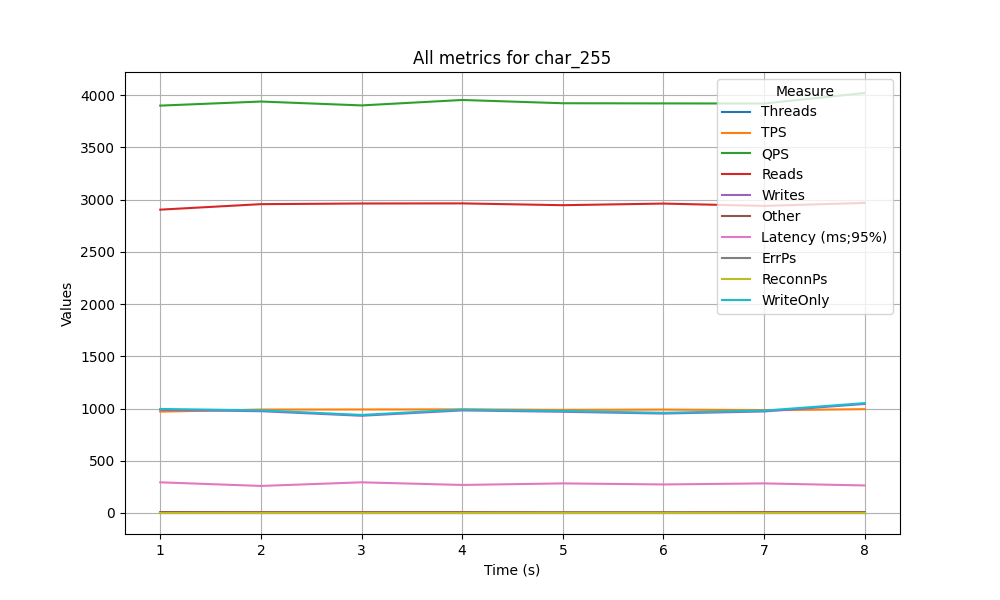 All metrics for char_255
Values
4000
3500
3000
2500
2000
1500
1000
500
0
Measure
Threads
TPS
QPS
Reads
Writes
Other
Latency (ms;95%)
ErrPs
ReconnPs
WriteOnly
1 2 3 4 5 6 7 8
Time (s)